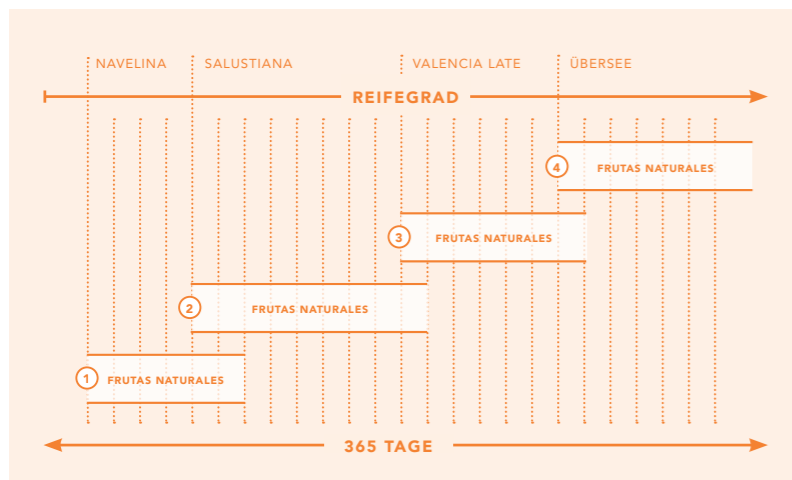 NAVELINA SALUSTIANA VALENCIA LATE ÜBERSEE
REIFEGRAD
4 FRUTAS NATURALES
3 FRUTAS NATURALES
2 FRUTAS NATURALES
1 FRUTAS NATURALES
365 TAGE